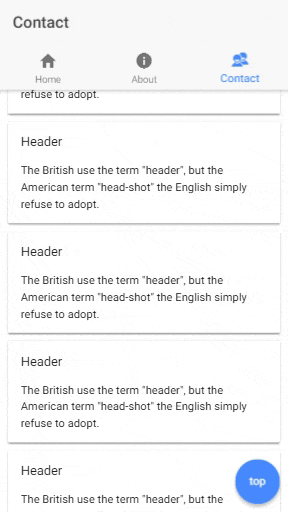 Contact
Home
About
Contact
refuse to adopt.
Header
The British use the term "header", but the
American term "head-shot" the English simply
refuse to adopt.
Header
The British use the term "header", but the
American term "head-shot" the English simply
refuse to adopt.
Header
The British use the term "header", but the
American term "head-shot" the English simply
refuse to adopt.
Header
The British use the term "header", but the
top